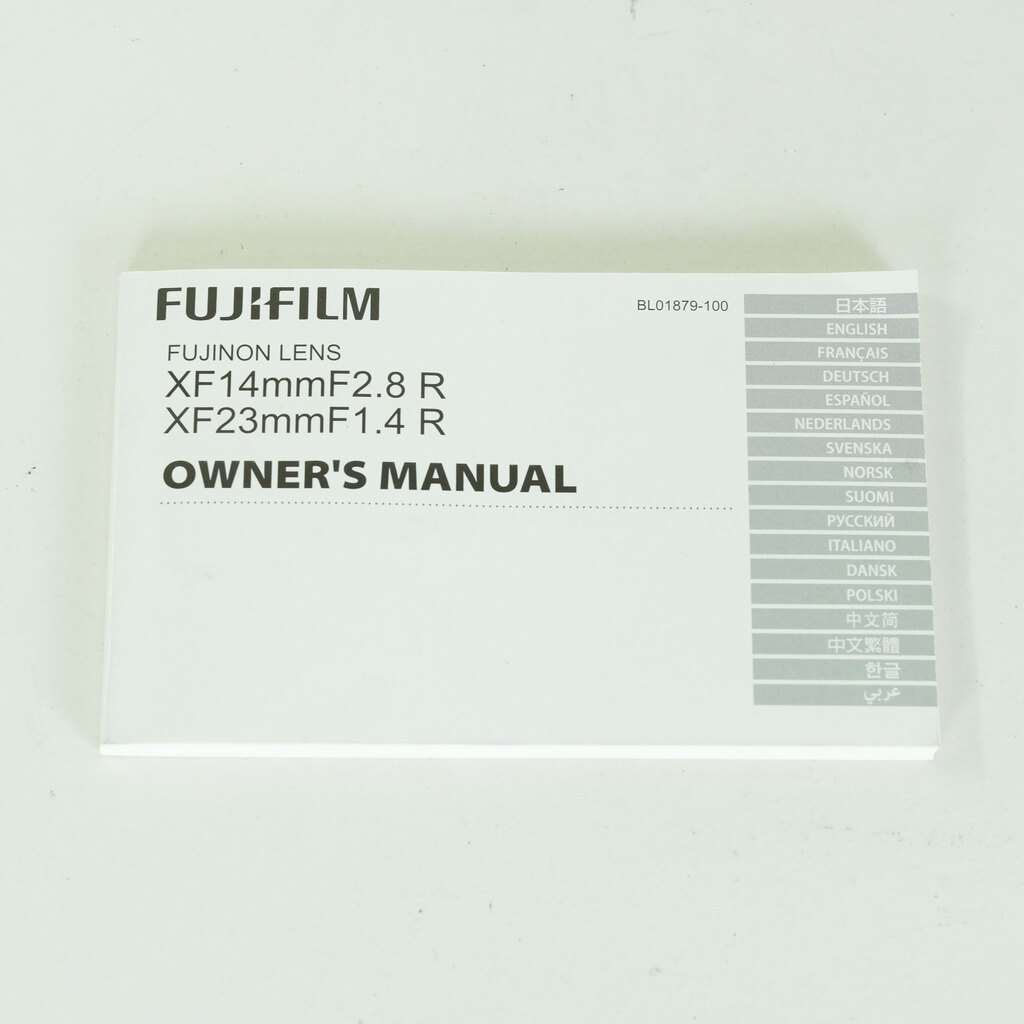 FUJIFILM
BL01879-100
FUJINON LENS
XF14mmF2.8 R
XF23mmF1.4 R
OWNER'S MANUAL
日本語
ENGLISH
FRANÇAIS
DEUTSCH
ESPAÑOL
NEDERLANDS
SVENSKA
NORSK
SUOMI
РУССКИЙ
ITALIANO
DANSK
POLSKI
中文简
中文繁體
한글
عربي